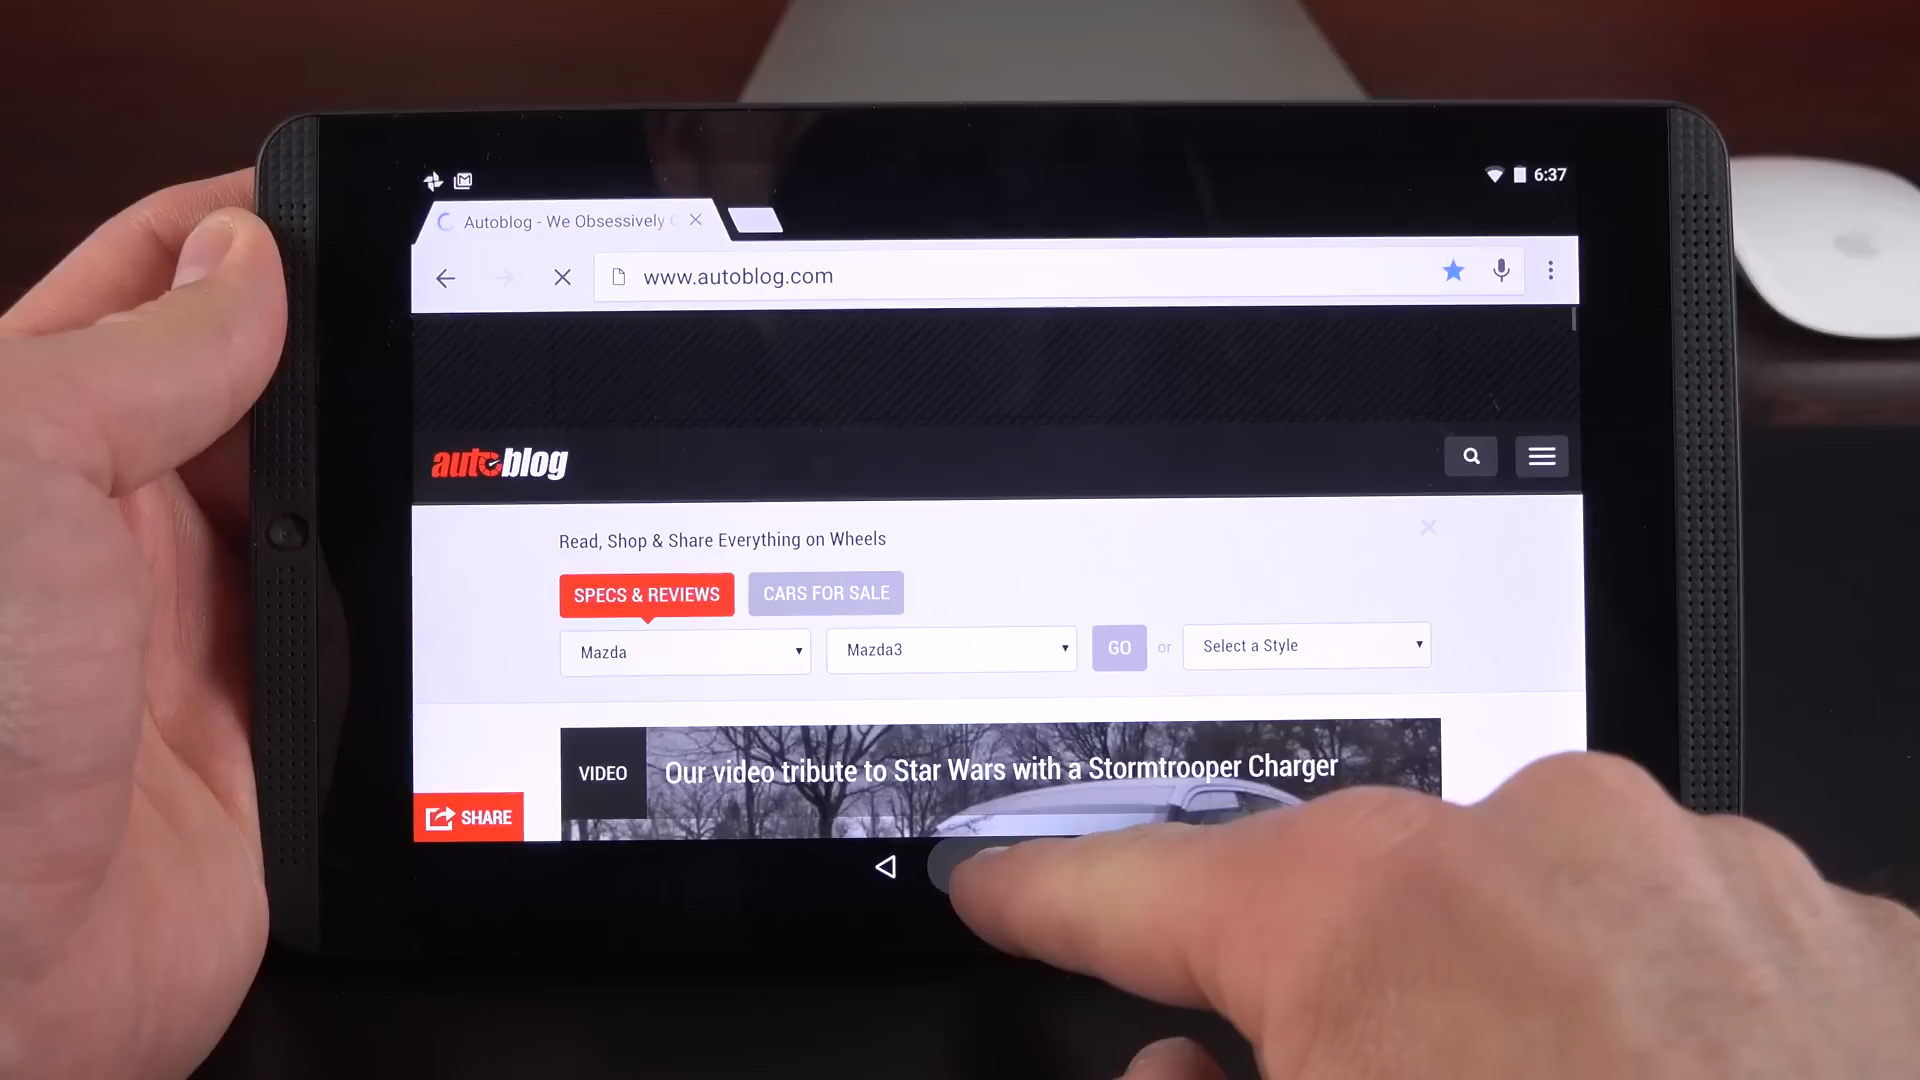 6:37
Autoblog - We Obsessively
www.autoblog.com
autoblog
Read, Shop & Share Everything on Wheels
SPECS & REVIEWS
CARS FOR SALE
Mazda
Mazda3
GO
or
Select a Style
VIDEO
Our video tribute to Star Wars with a Stormtrooper Charger
SHARE